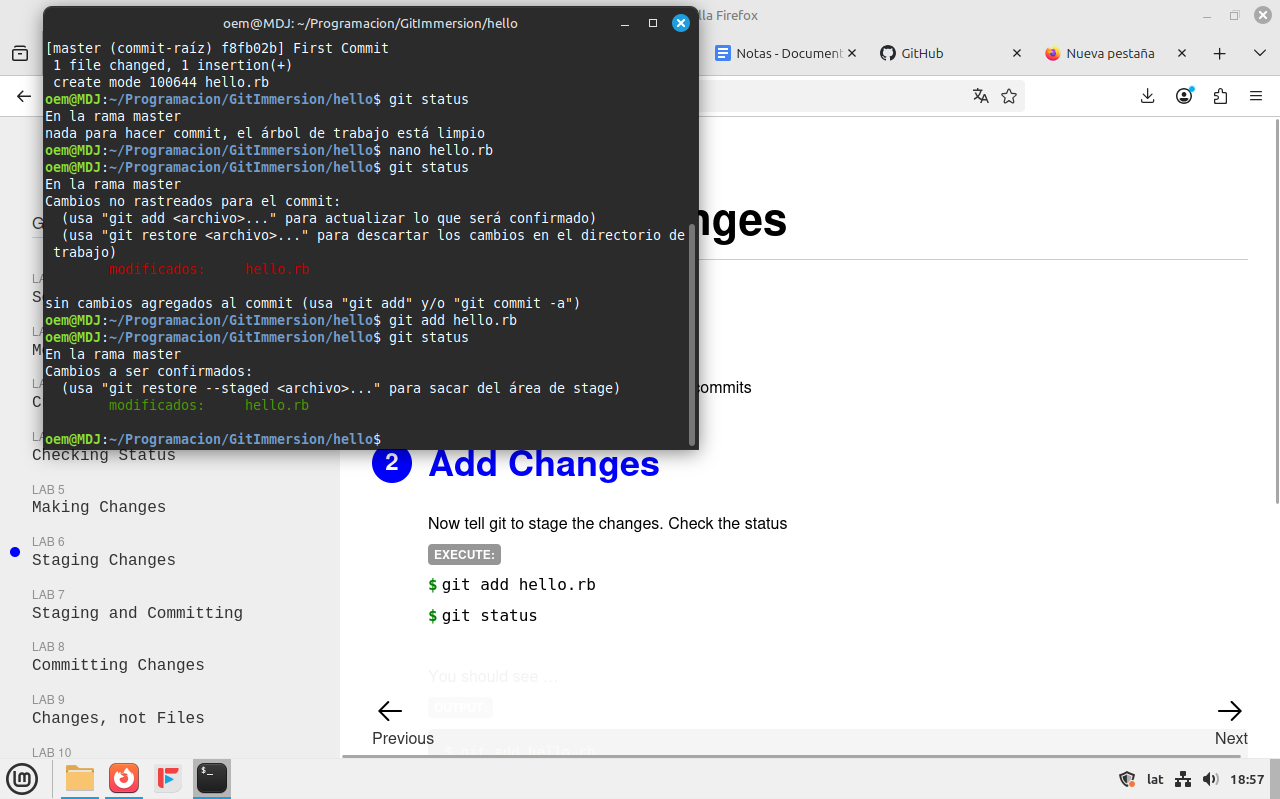 oem@MDJ: ~/Programacion/GitImmersion/hello
lla Firefox
Notas - Document
GitHub
Nueva pestaña
[master (commit-raíz) f8fb02b] First Commit
 1 file changed, 1 insertion(+)
 create mode 100644 hello.rb
oem@MDJ:~/Programacion/GitImmersion/hello$ git status
En la rama master
nada para hacer commit, el árbol de trabajo está limpio
oem@MDJ:~/Programacion/GitImmersion/hello$ nano hello.rb
oem@MDJ:~/Programacion/GitImmersion/hello$ git status
En la rama master
Cambios no rastreados para el commit:
  (usa "git add <archivo>..." para actualizar lo que será confirmado)
  (usa "git restore <archivo>..." para descartar los cambios en el directorio de
 trabajo)
        modificados:     hello.rb
sin cambios agregados al commit (usa "git add" y/o "git commit -a")
oem@MDJ:~/Programacion/GitImmersion/hello$ git add hello.rb
oem@MDJ:~/Programacion/GitImmersion/hello$ git status
En la rama master
Cambios a ser confirmados:
  (usa "git restore --staged <archivo>..." para sacar del área de stage)
        modificados:     hello.rb
oem@MDJ:~/Programacion/GitImmersion/hello$
nges
commits
Checking Status
LAB 5
Making Changes
LAB 6
Staging Changes
LAB 7
Staging and Committing
LAB 8
Committing Changes
LAB 9
Changes, not Files
LAB 10
2 Add Changes
Now tell git to stage the changes. Check the status
EXECUTE:
$ git add hello.rb
$ git status
You should see …
OUTPUT:
$ git add hello.rb
Previous
Next
lat
18:57